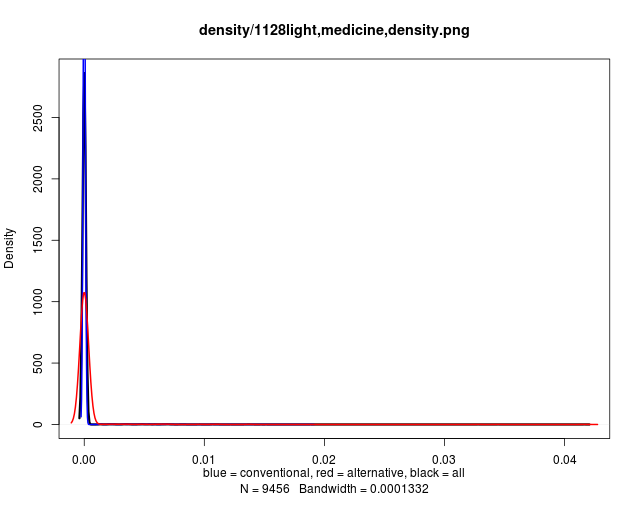 density/1128light,medicine,density.png
2500
2000
1500
1000
500
0
Density
0.00 0.01 0.02 0.03 0.04
blue = conventional, red = alternative, black = all
N = 9456 Bandwidth = 0.0001332